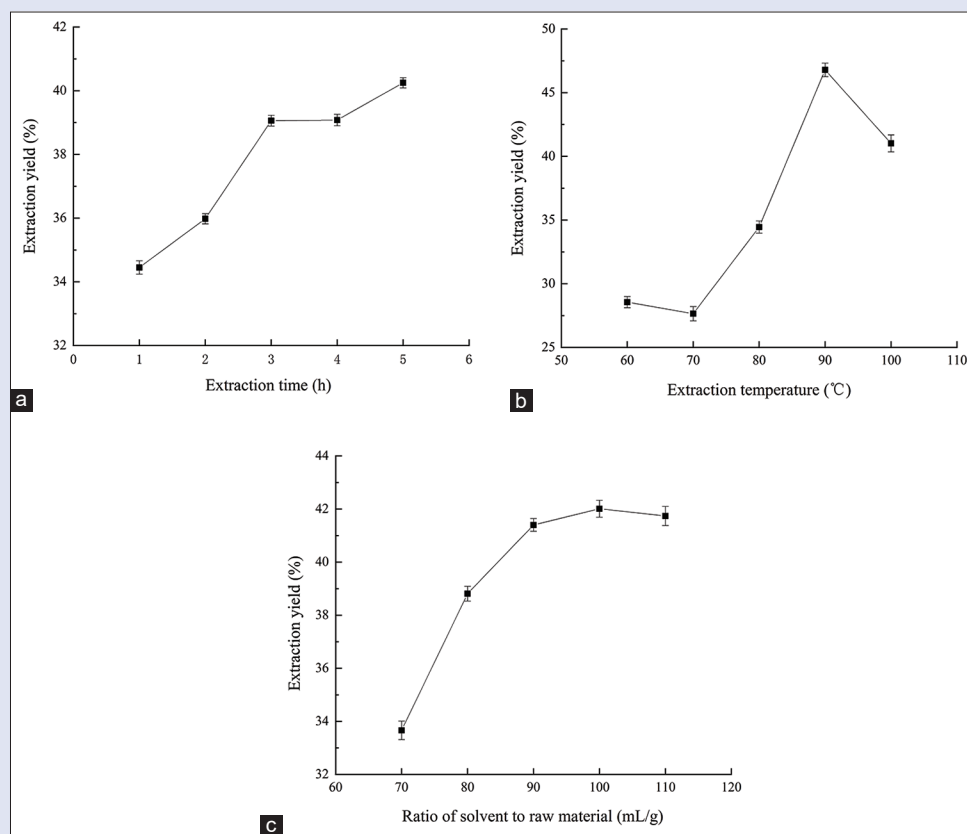 42
40
38
36
34
32
Extraction yield (%)
0 1 2 3 4 5 6
Extraction time (h)
a
50
45
40
35
30
25
Extraction yield (%)
50 60 70 80 90 100 110
Extraction temperature (℃)
b
44
42
40
38
36
34
32
Extraction yield (%)
60 70 80 90 100 110 120
Ratio of solvent to raw material (mL/g)
c